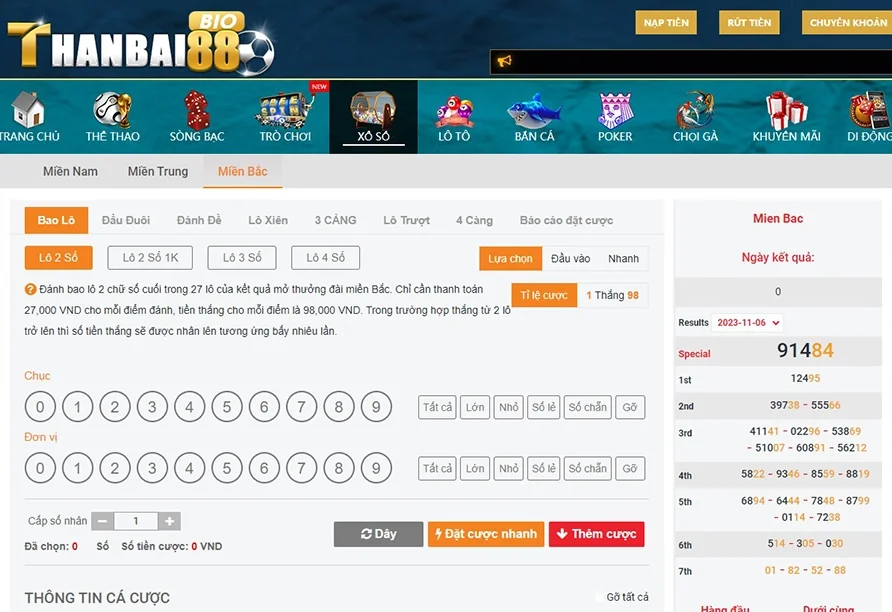 BIO
THANBAI88
NẠP TIỀN
RÚT TIỀN
CHUYỂN KHOẢN
TRANG CHỦ
THỂ THAO
SÒNG BẠC
NEW
TRÒ CHƠI
XỔ SỐ
LÔ TÔ
BẮN CÁ
POKER
CHỌI GÀ
KHUYẾN MÃI
DI ĐỘNG
Miền Nam
Miền Trung
Miền Bắc
Bao Lô
Đầu Đuôi
Đánh Đề
Lô Xiên
3 CÀNG
Lô Trượt
4 Càng
Báo cáo đặt cược
Lô 2 Số
Lô 2 Số 1K
Lô 3 Số
Lô 4 Số
Lựa chọn
Đầu vào
Nhanh
Đánh bao lô 2 chữ số cuối trong 27 lô của kết quả mở thưởng đài miền Bắc. Chỉ cần thanh toán
27,000 VND cho mỗi điểm đánh, tiền thắng cho mỗi điểm là 98,000 VND. Trong trường hợp thắng từ 2 lô
trở lên thì số tiền thắng sẽ được nhân lên tương ứng bấy nhiêu lần.
Tỉ lệ cược
1 Thắng 98
Chục
0 1 2 3 4 5 6 7 8 9
Tất cả Lớn Nhỏ Số lẻ Số chẵn Gỡ
Đơn vị
0 1 2 3 4 5 6 7 8 9
Tất cả Lớn Nhỏ Số lẻ Số chẵn Gỡ
Cấp số nhân − 1 +
Đã chọn: 0 Số Số tiền cược: 0 VND
Dãy
Đặt cược nhanh
Thêm cược
THÔNG TIN CÁ CƯỢC
Gỡ tất cả
Mien Bac
Ngày kết quả:
0
Results 2023-11-06
Special 91484
1st 12495
2nd 39738 - 55566
3rd 41141 - 02296 - 53869
- 51007 - 60891 - 56212
4th 5822 - 9346 - 8559 - 8819
5th 6894 - 6444 - 7848 - 8799
- 0114 - 7238
6th 514 - 305 - 030
7th 01 - 82 - 52 - 88
Hàng đầu
Dưới cùng